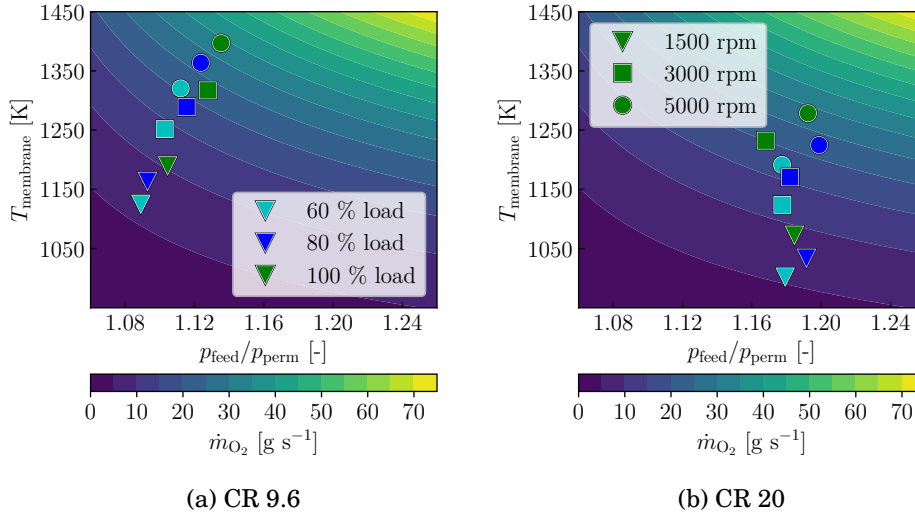 1450
1350
1250
1150
1050
T_membrane [K]
60 % load
80 % load
100 % load
1.08 1.12 1.16 1.20 1.24
p_feed/p_perm [-]
0 10 20 30 40 50 60 70
ṁ_O₂ [g s⁻¹]
(a) CR 9.6
1450
1350
1250
1150
1050
T_membrane [K]
1500 rpm
3000 rpm
5000 rpm
1.08 1.12 1.16 1.20 1.24
p_feed/p_perm [-]
0 10 20 30 40 50 60 70
ṁ_O₂ [g s⁻¹]
(b) CR 20